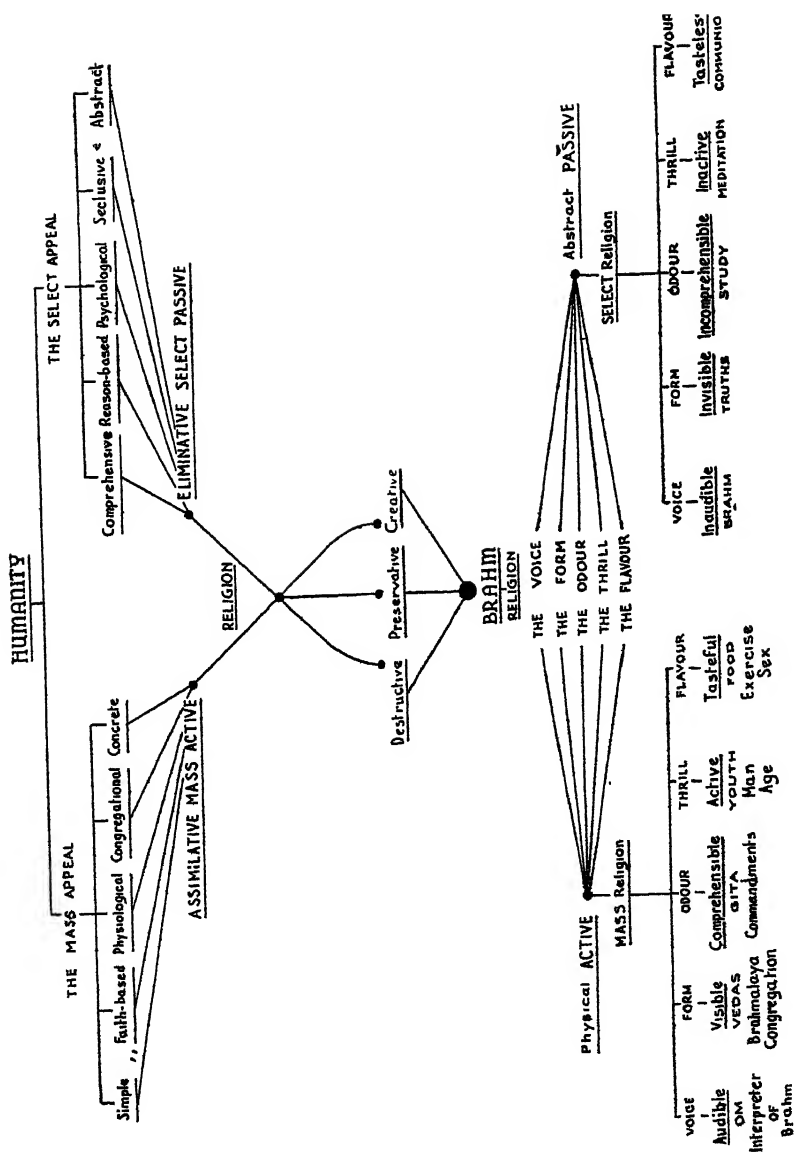 HUMANITY
THE MASS APPEAL
THE SELECT APPEAL
Simple ,, Faith-based Physiological Congregational Concrete
Comprehensive Reason-based Psychological Seclusive & Abstract
ASSIMILATIVE MASS ACTIVE
ELIMINATIVE SELECT PASSIVE
RELIGION
Destructive Preservative Creative
BRAHM
RELIGION
THE VOICE
THE FORM
THE ODOUR
THE THRILL
THE FLAVOUR
Physical ACTIVE
MASS Religion
Abstract PASSIVE
SELECT Religion
VOICE
Audible
OM
Interpreter
OF
Brahm
FORM
Visible
VEDAS
Brahmalaya
Congregation
ODOUR
Comprehensible
GITA
Commandments
THRILL
Active
YOUTH
Man
Age
FLAVOUR
Tasteful
FOOD
Exercise
Sex
VOICE
Inaudible
BRAHM
FORM
Invisible
TRUTHS
ODOUR
Incomprehensible
STUDY
THRILL
Inactive
MEDITATION
FLAVOUR
Tasteles
COMMUNIO